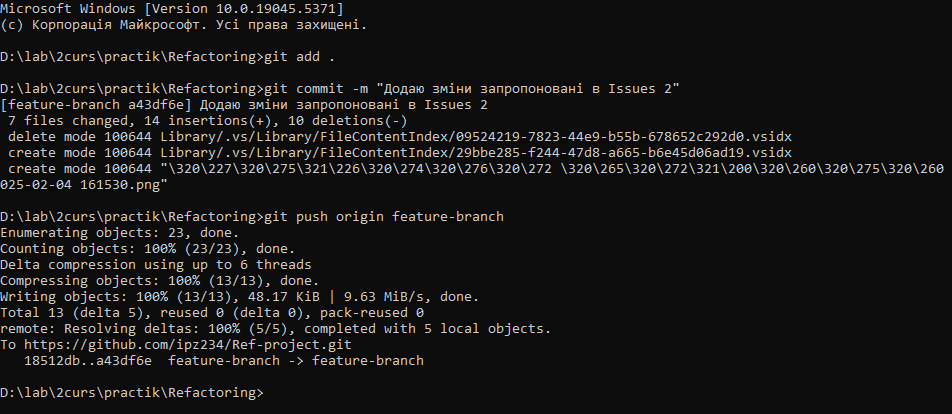 Microsoft Windows [Version 10.0.19045.5371]
(c) Корпорація Майкрософт. Усі права захищені.
D:\lab\2curs\practik\Refactoring>git add .
D:\lab\2curs\practik\Refactoring>git commit -m "Додаю зміни запропоновані в Issues 2"
[feature-branch a43df6e] Додаю зміни запропоновані в Issues 2
 7 files changed, 14 insertions(+), 10 deletions(-)
 delete mode 100644 Library/.vs/Library/FileContentIndex/09524219-7823-44e9-b55b-678652c292d0.vsidx
 create mode 100644 Library/.vs/Library/FileContentIndex/29bbe285-f244-47d8-a665-b6e45d06ad19.vsidx
 create mode 100644 "\320\227\320\275\321\226\320\274\320\276\320\272 \320\265\320\272\321\200\320\260\320\275\320\260
025-02-04 161530.png"
D:\lab\2curs\practik\Refactoring>git push origin feature-branch
Enumerating objects: 23, done.
Counting objects: 100% (23/23), done.
Delta compression using up to 6 threads
Compressing objects: 100% (13/13), done.
Writing objects: 100% (13/13), 48.17 KiB | 9.63 MiB/s, done.
Total 13 (delta 5), reused 0 (delta 0), pack-reused 0
remote: Resolving deltas: 100% (5/5), completed with 5 local objects.
To https://github.com/ipz234/Ref-project.git
   18512db..a43df6e  feature-branch -> feature-branch
D:\lab\2curs\practik\Refactoring>